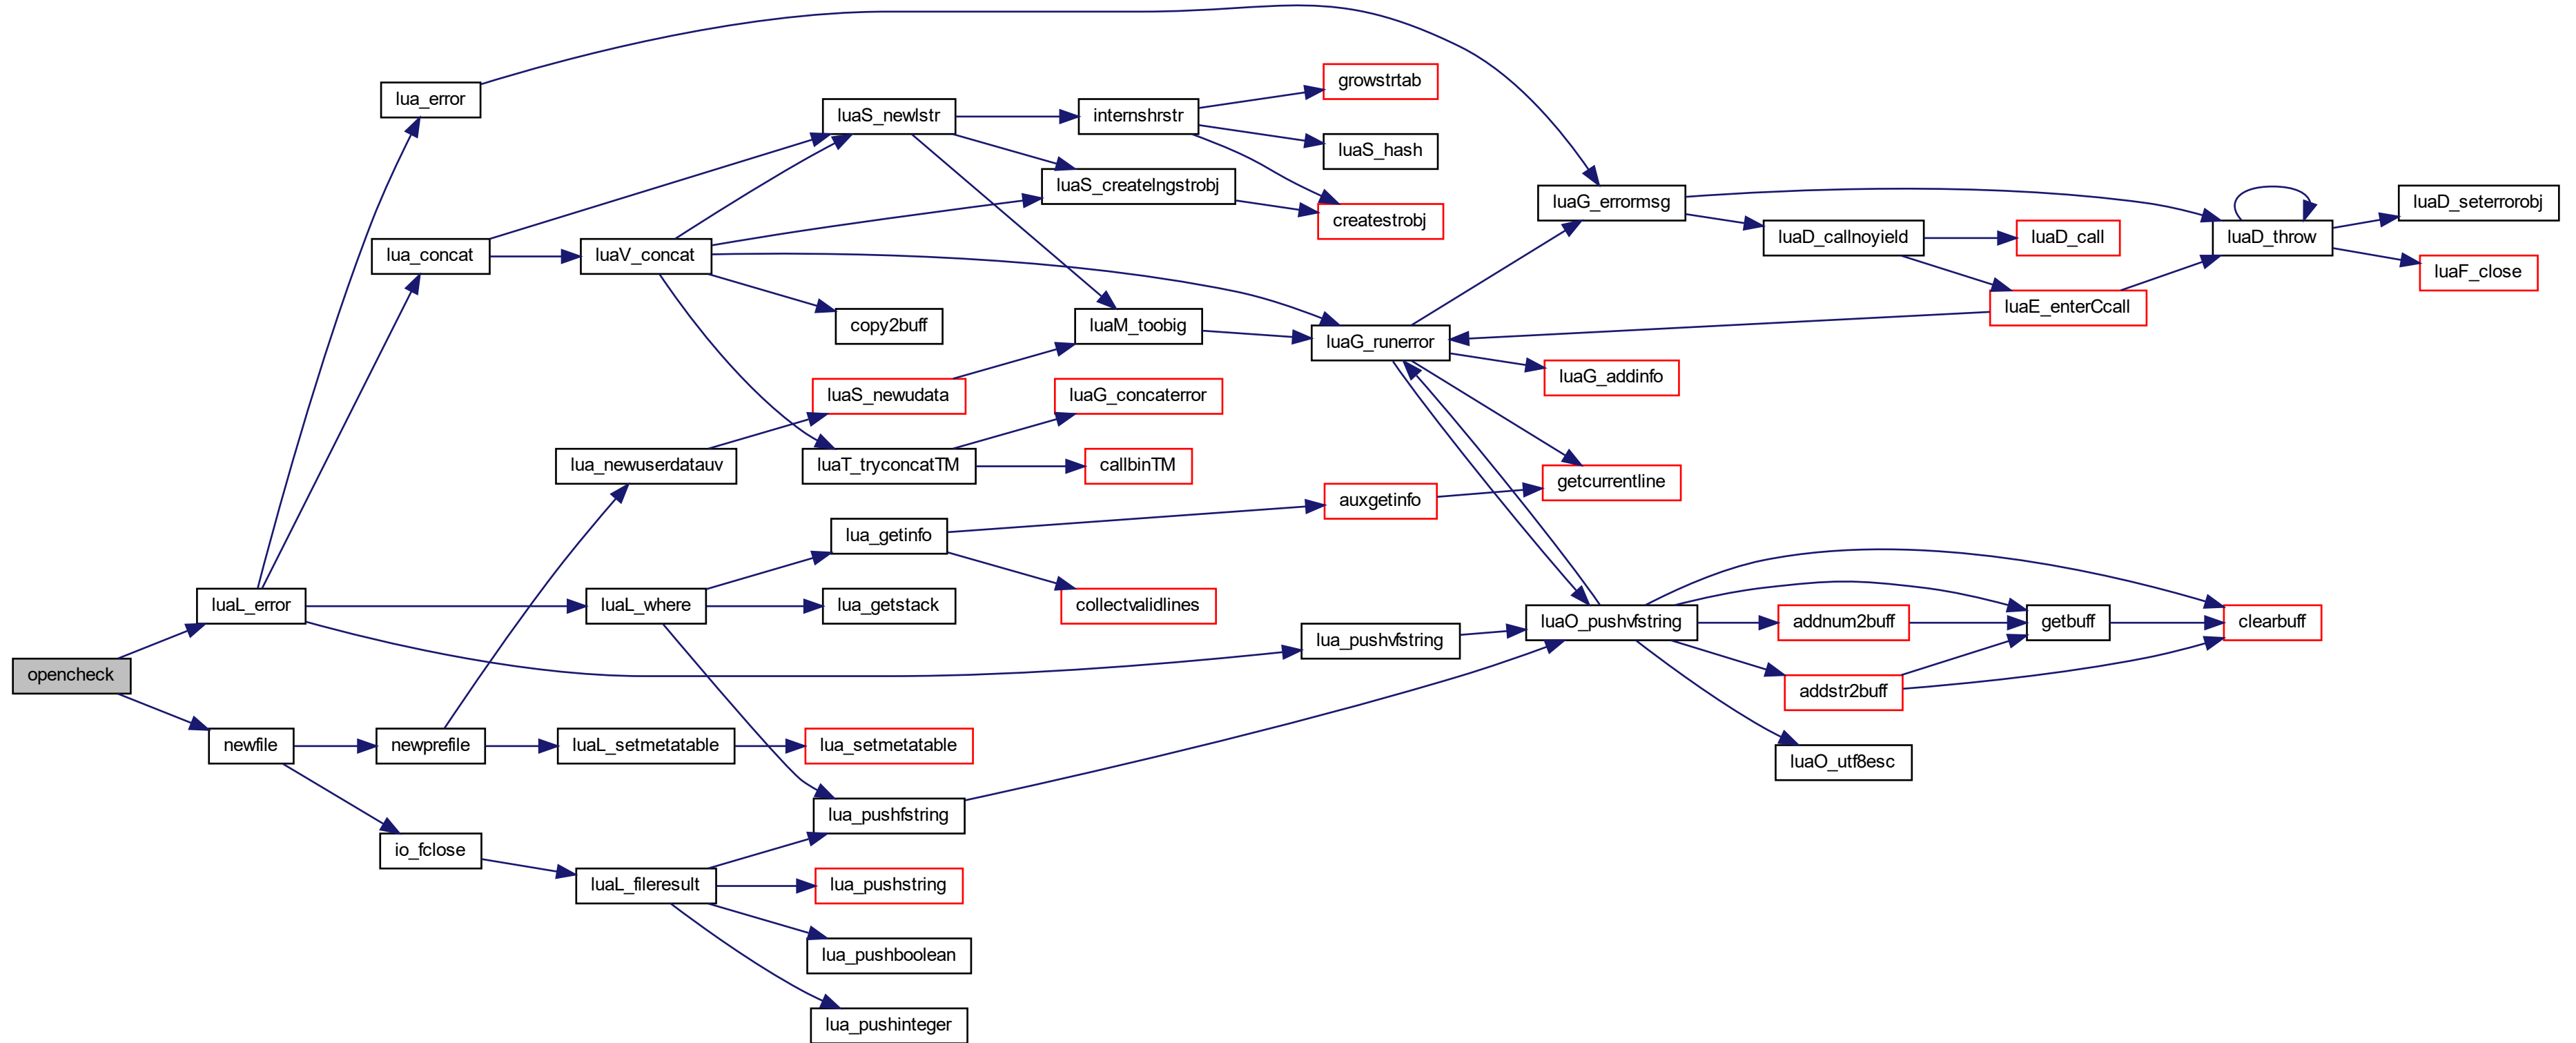 opencheck
luaL_error
newfile
lua_error
lua_concat
newprefile
io_fclose
lua_newuserdatauv
luaV_concat
luaL_where
luaL_setmetatable
luaL_fileresult
luaS_newlstr
copy2buff
luaS_newudata
luaT_tryconcatTM
lua_getinfo
lua_getstack
lua_setmetatable
lua_pushfstring
lua_pushstring
lua_pushboolean
lua_pushinteger
internshrstr
luaS_createlngstrobj
luaM_toobig
luaG_concaterror
callbinTM
collectvalidlines
growstrtab
luaS_hash
createstrobj
luaG_runerror
auxgetinfo
lua_pushvfstring
luaG_errormsg
luaG_addinfo
getcurrentline
luaO_pushvfstring
luaD_callnoyield
addnum2buff
addstr2buff
luaO_utf8esc
luaD_call
luaE_enterCcall
getbuff
luaD_throw
clearbuff
luaD_seterrorobj
luaF_close